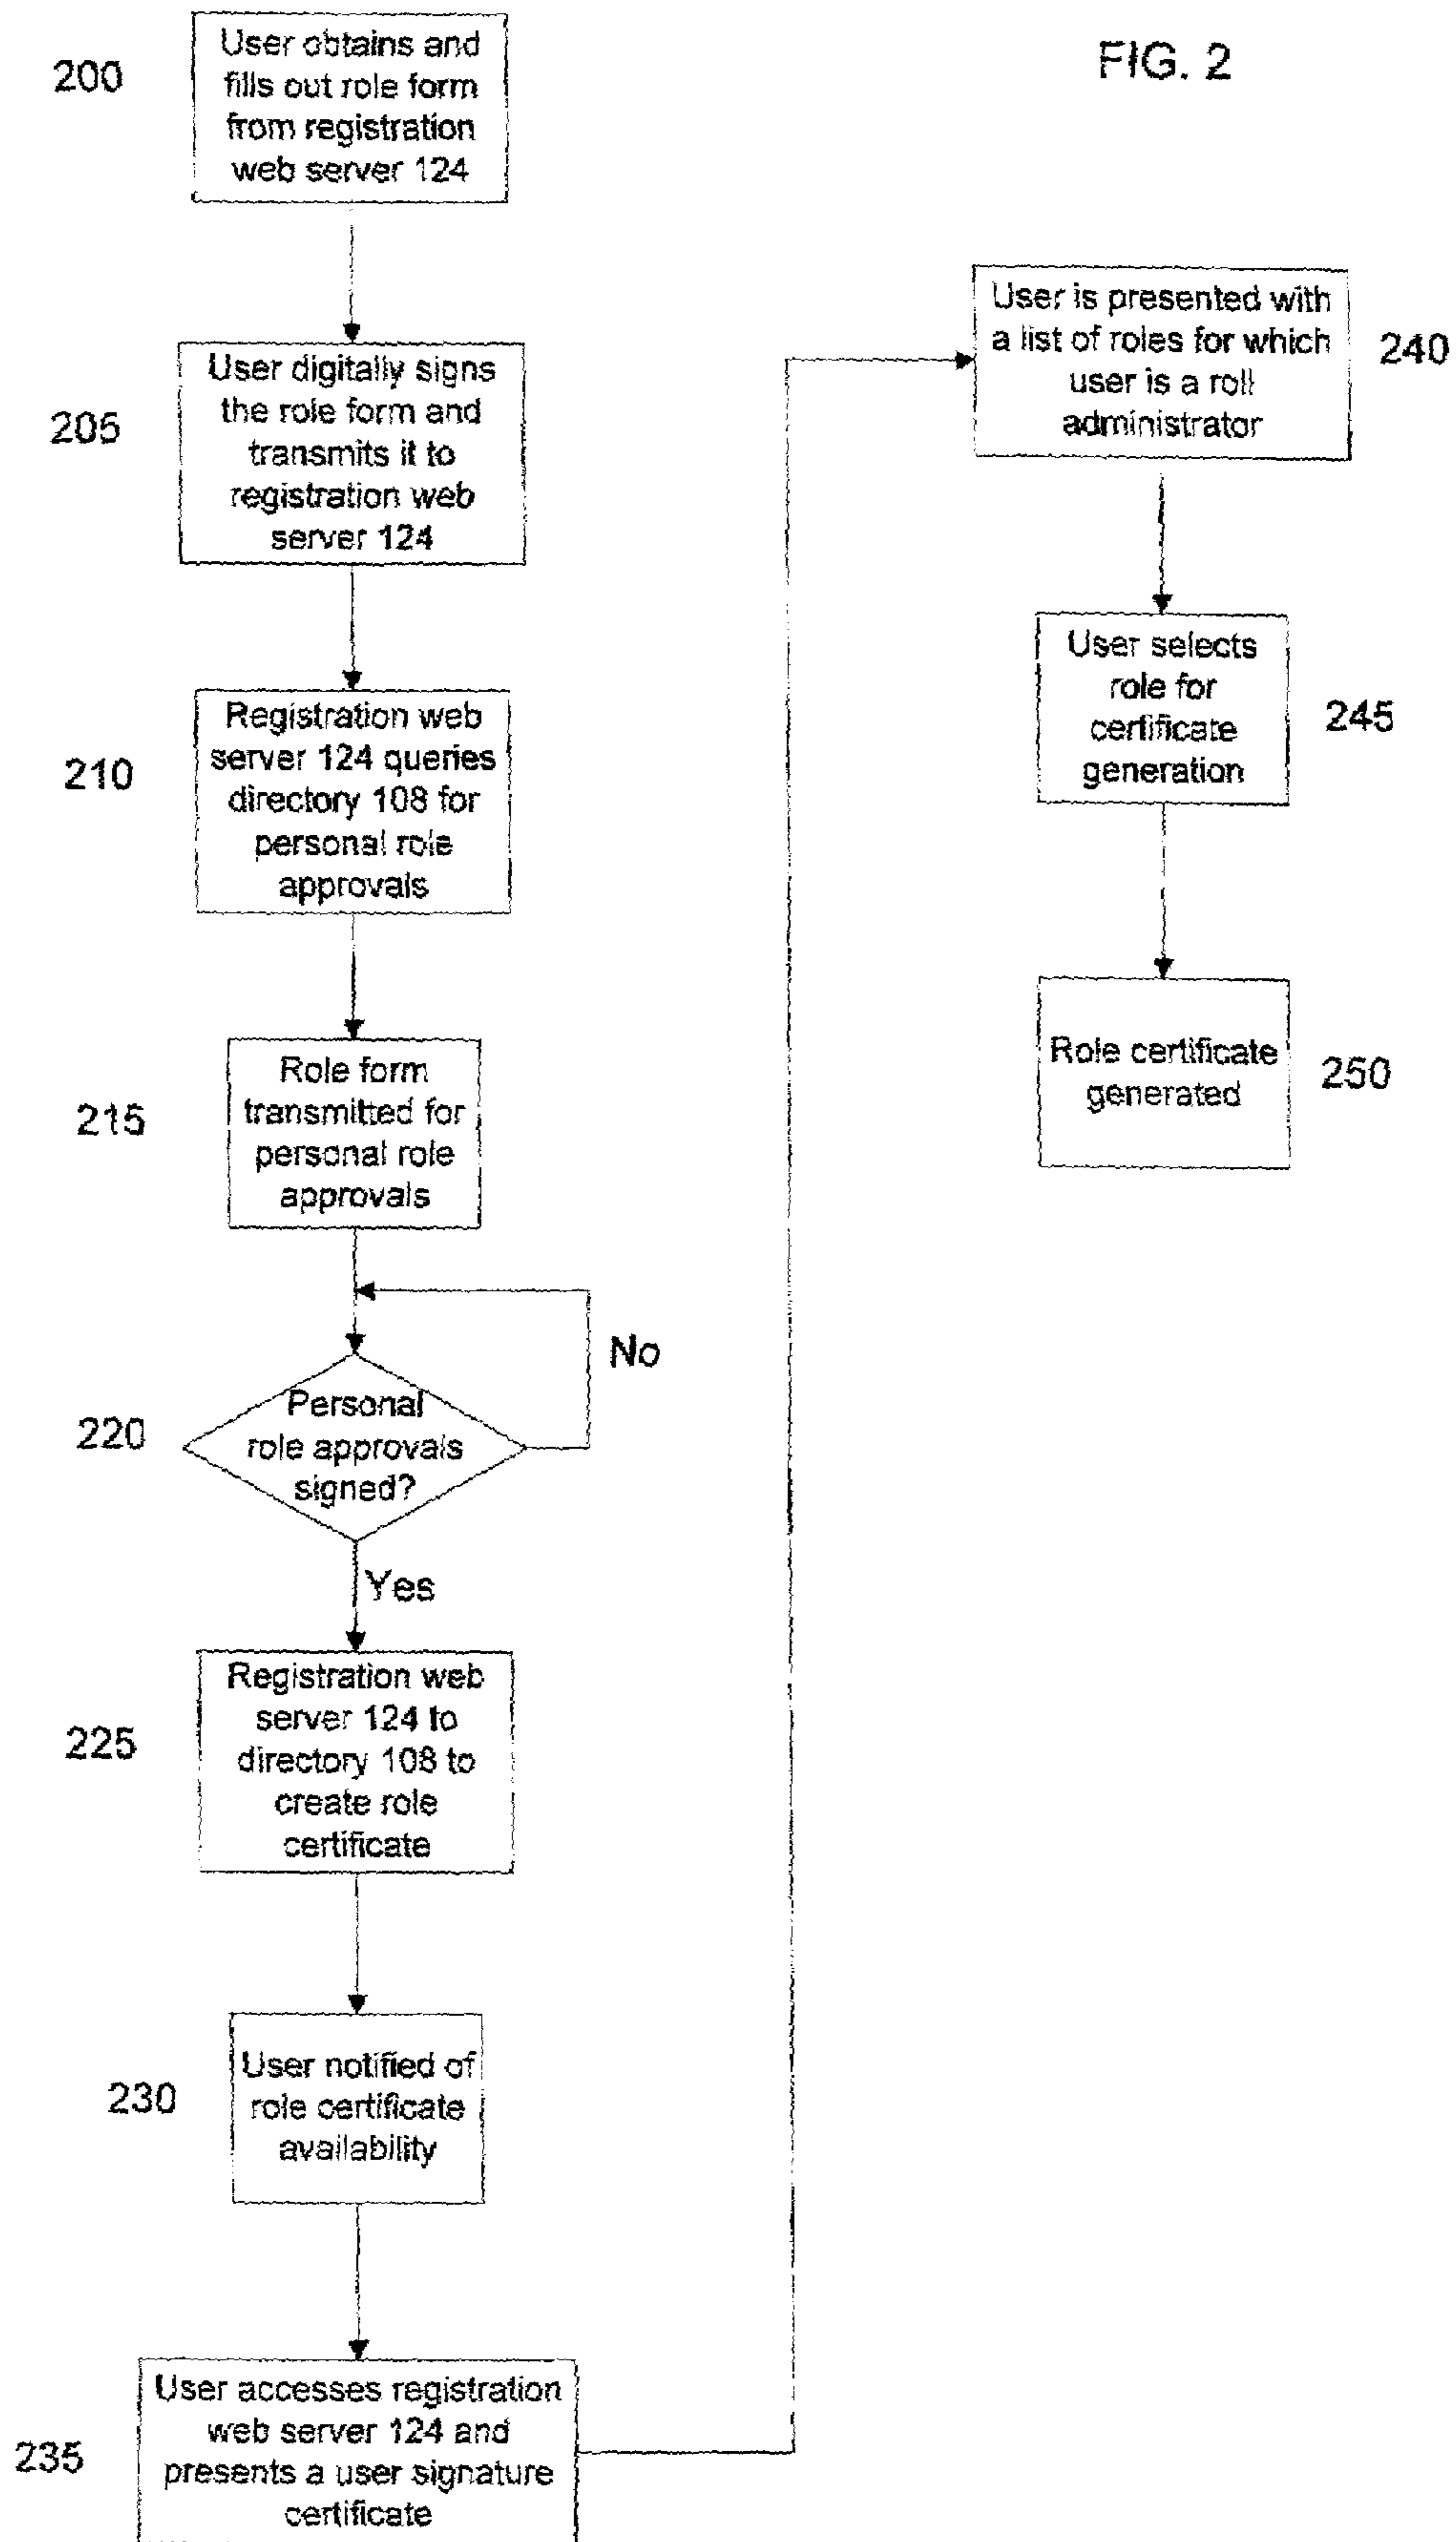 FIG. 2
200
User obtains and
fills out role form
from registration
web server 124
205
User digitally signs
the role form and
transmits it to
registration web
server 124
210
Registration web
server 124 queries
directory 108 for
personal role
approvals
215
Role form
transmitted for
personal role
approvals
No
220
Personal
role approvals
signed?
Yes
225
Registration web
server 124 to
directory 108 to
create role
certificate
230
User notified of
role certificate
availability
235
User accesses registration
web server 124 and
presents a user signature
certificate
User is presented with
a list of roles for which
user is a roll
administrator
240
User selects
role for
certificate
generation
245
Role certificate
generated
250